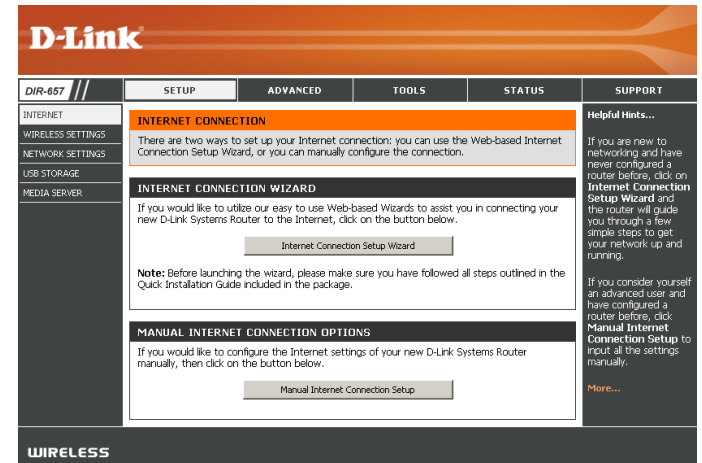 D-Link
DIR-657
SETUP
ADVANCED
TOOLS
STATUS
SUPPORT
INTERNET
WIRELESS SETTINGS
NETWORK SETTINGS
USB STORAGE
MEDIA SERVER
INTERNET CONNECTION
There are two ways to set up your Internet connection: you can use the Web-based Internet
Connection Setup Wizard, or you can manually configure the connection.
INTERNET CONNECTION WIZARD
If you would like to utilize our easy to use Web-based Wizards to assist you in connecting your
new D-Link Systems Router to the Internet, click on the button below.
Internet Connection Setup Wizard
Note: Before launching the wizard, please make sure you have followed all steps outlined in the
Quick Installation Guide included in the package.
MANUAL INTERNET CONNECTION OPTIONS
If you would like to configure the Internet settings of your new D-Link Systems Router
manually, then click on the button below.
Manual Internet Connection Setup
Helpful Hints...
If you are new to
networking and have
never configured a
router before, click on
Internet Connection
Setup Wizard and
the router will guide
you through a few
simple steps to get
your network up and
running.
If you consider yourself
an advanced user and
have configured a
router before, click
Manual Internet
Connection Setup to
input all the settings
manually.
More...
WIRELESS